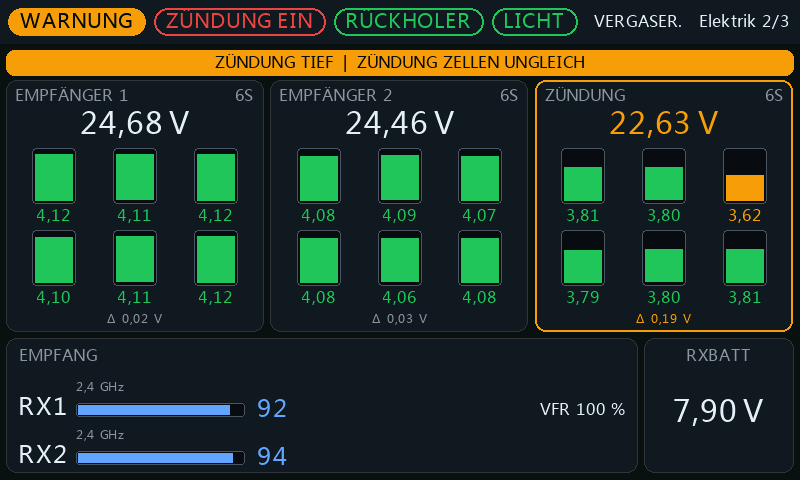 WARNUNG ZÜNDUNG EIN RÜCKHOLER LICHT VERGASER. Elektrik 2/3
ZÜNDUNG TIEF | ZÜNDUNG ZELLEN UNGLEICH
EMPFÄNGER 1 6S
24,68 V
4,12 4,11 4,12
4,10 4,11 4,12
Δ 0,02 V
EMPFÄNGER 2 6S
24,46 V
4,08 4,09 4,07
4,08 4,06 4,08
Δ 0,03 V
ZÜNDUNG 6S
22,63 V
3,81 3,80 3,62
3,79 3,80 3,81
Δ 0,19 V
EMPFANG
2,4 GHz
RX1 92
2,4 GHz
RX2 94
VFR 100 %
RXBATT
7,90 V